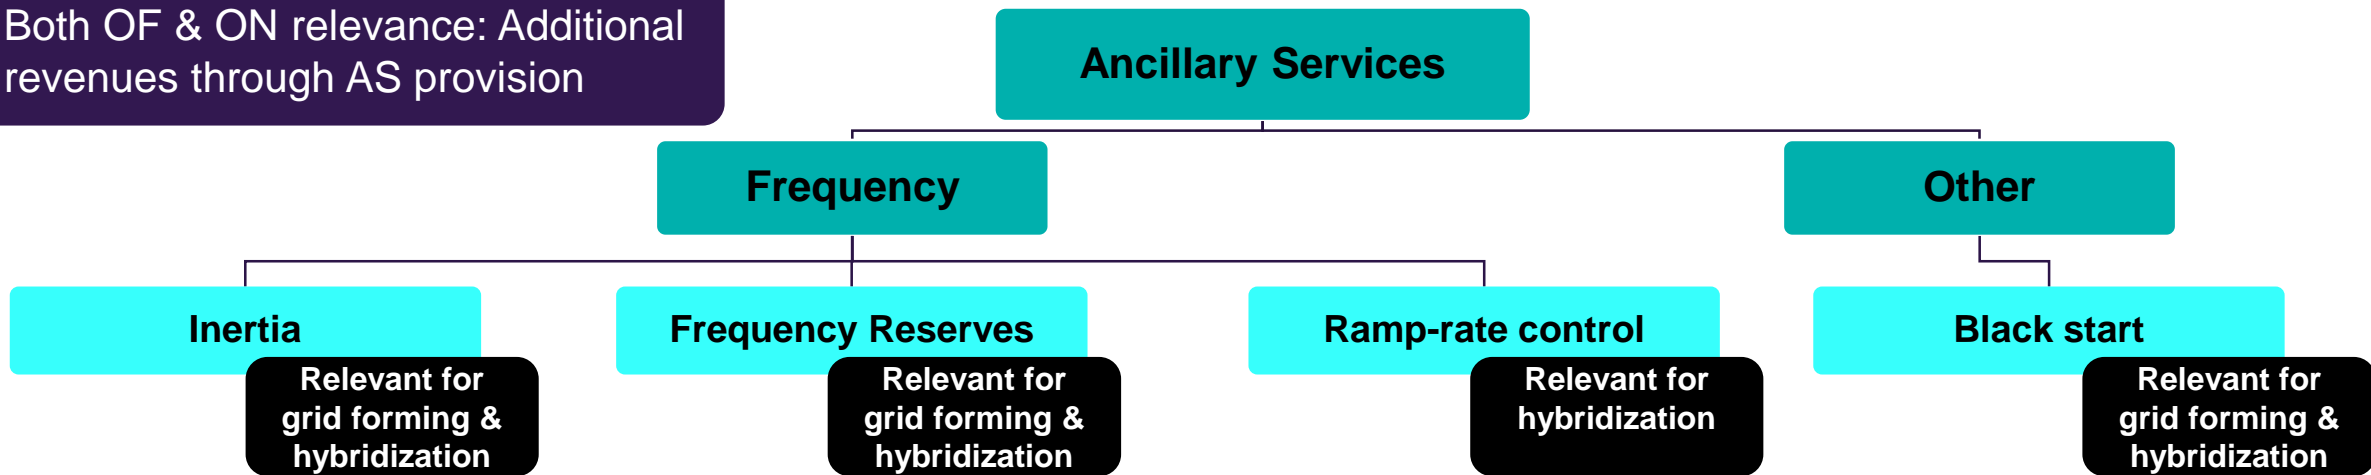 Both OF & ON relevance: Additional
revenues through AS provision
Ancillary Services
Frequency
Other
Inertia
Frequency Reserves
Ramp-rate control
Black start
Relevant for
grid forming &
hybridization
Relevant for
grid forming &
hybridization
Relevant for
hybridization
Relevant for
grid forming &
hybridization